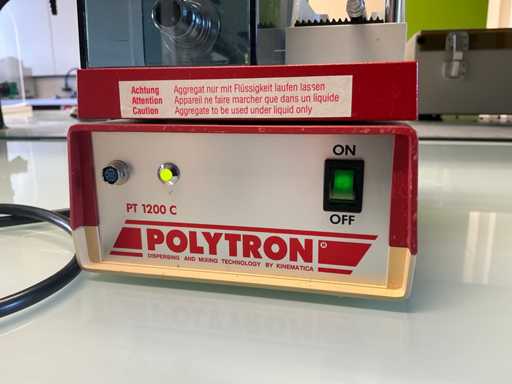 Achtung Aggregat nur mit Flüssigkeit laufen lassen
Attention Appareil ne faire marcher que dans un liquide
Caution Aggregate to be used under liquid only
ON
OFF
PT 1200 C
POLYTRON®
DISPERSING AND MIXING TECHNOLOGY BY KINEMATICA